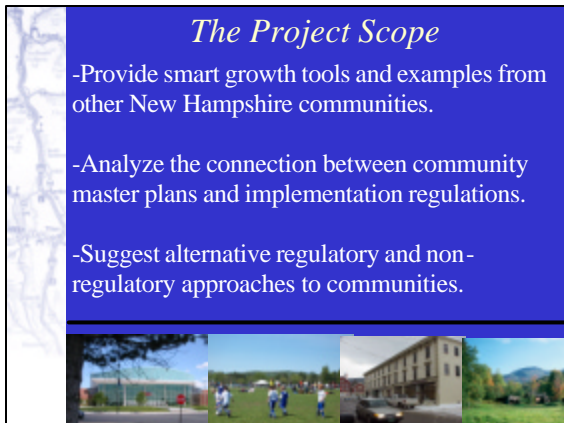 The Project Scope
-Provide smart growth tools and examples from
other New Hampshire communities.
-Analyze the connection between community
master plans and implementation regulations.
-Suggest alternative regulatory and non-
regulatory approaches to communities.